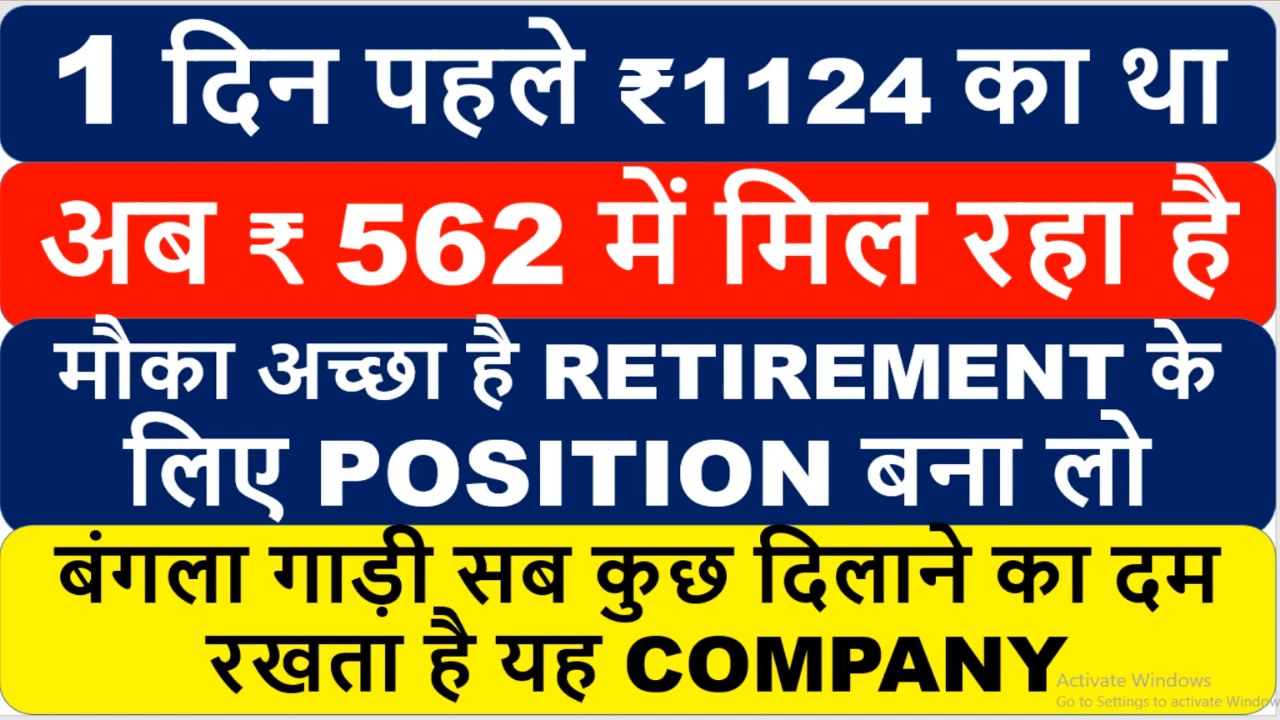 1 दिन पहले ₹1124 का था
अब ₹ 562 में मिल रहा है
मौका अच्छा है RETIREMENT के
लिए POSITION बना लो
बंगला गाड़ी सब कुछ दिलाने का दम
रखता है यह COMPANY
Activate Windows
Go to Settings to activate Window